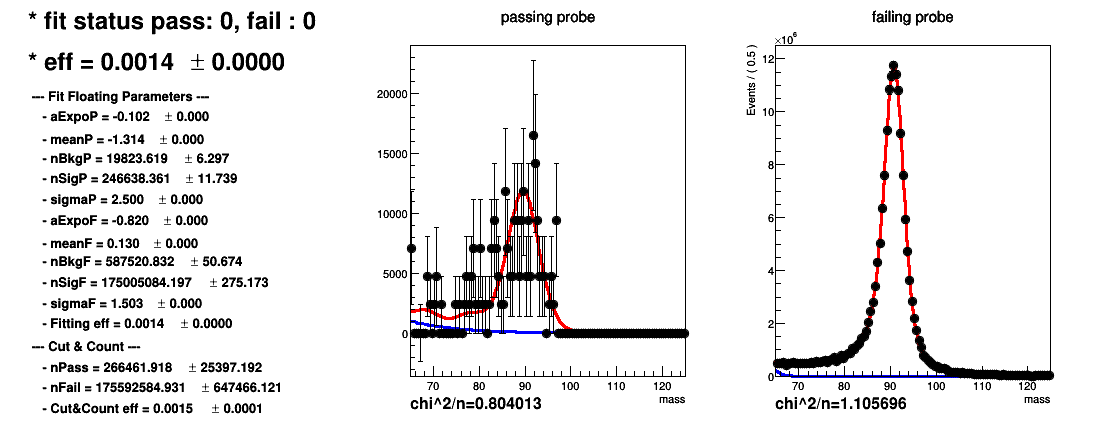 * fit status pass: 0, fail : 0
* eff = 0.0014 ± 0.0000
--- Fit Floating Parameters ---
- aExpoP = -0.102 ± 0.000
- meanP = -1.314 ± 0.000
- nBkgP = 19823.619 ± 6.297
- nSigP = 246638.361 ± 11.739
- sigmaP = 2.500 ± 0.000
- aExpoF = -0.820 ± 0.000
- meanF = 0.130 ± 0.000
- nBkgF = 587520.832 ± 50.674
- nSigF = 175005084.197 ± 275.173
- sigmaF = 1.503 ± 0.000
- Fitting eff = 0.0014 ± 0.0000
--- Cut & Count ---
- nPass = 266461.918 ± 25397.192
- nFail = 175592584.931 ± 647466.121
- Cut&Count eff = 0.0015 ± 0.0001
passing probe
20000
15000
10000
5000
0
70 80 90 100 110 120
mass
chi^2/n=0.804013
failing probe
×10^6
Events / ( 0.5 )
12
10
8
6
4
2
0
70 80 90 100 110 120
mass
chi^2/n=1.105696